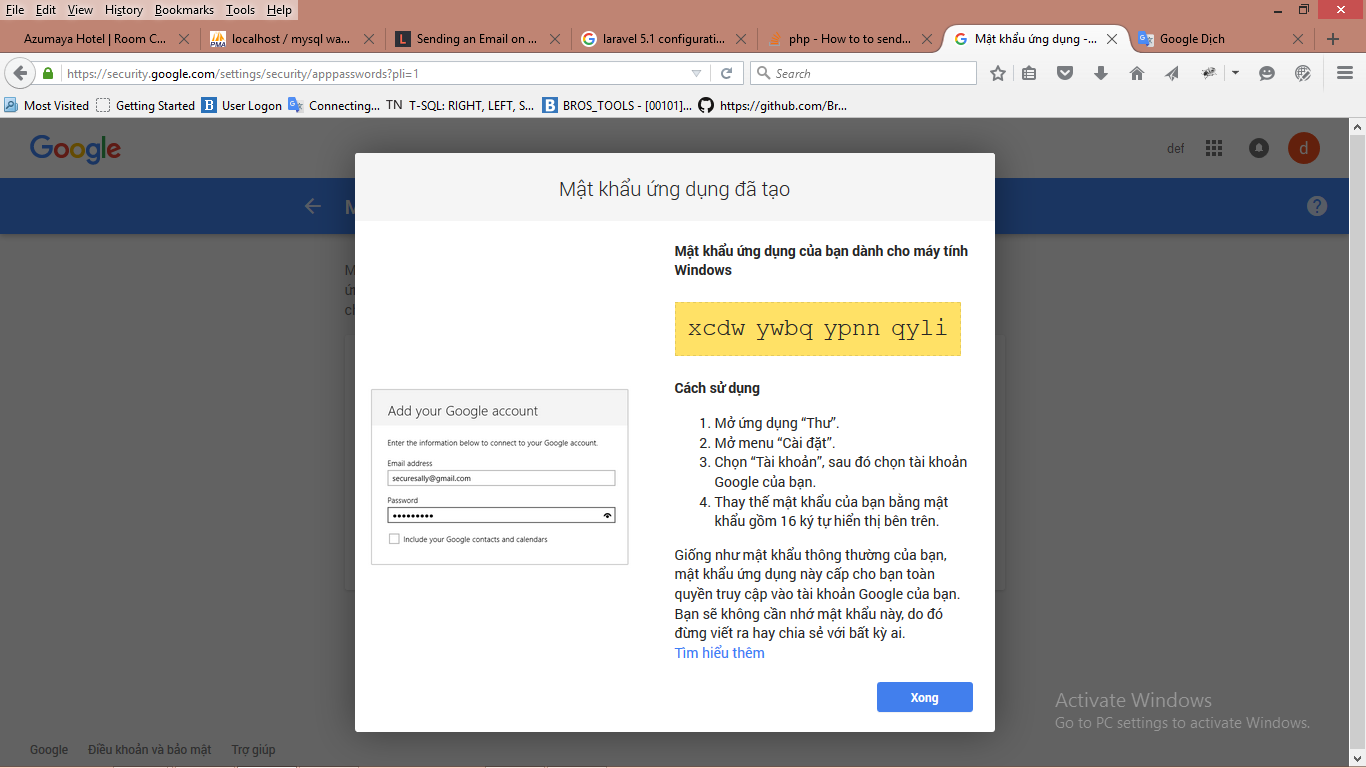 File Edit View History Bookmarks Tools Help
Azumaya Hotel | Room C... localhost / mysql wa... Sending an Email on ... laravel 5.1 configurati... php - How to to send... Mật khẩu ứng dụng -... Google Dịch
https://security.google.com/settings/security/apppasswords?pli=1 Search
Most Visited Getting Started User Logon Connecting... TN T-SQL: RIGHT, LEFT, S... BROS_TOOLS - [00101]... https://github.com/Br...
Google def d
Mật khẩu ứng dụng đã tạo
Mật khẩu ứng dụng của bạn dành cho máy tính
Windows
xcdw ywbq ypnn qyli
Cách sử dụng
1. Mở ứng dụng “Thư”.
2. Mở menu “Cài đặt”.
3. Chọn “Tài khoản”, sau đó chọn tài khoản
Google của bạn.
4. Thay thế mật khẩu của bạn bằng mật
khẩu gồm 16 ký tự hiển thị bên trên.
Giống như mật khẩu thông thường của bạn,
mật khẩu ứng dụng này cấp cho bạn toàn
quyền truy cập vào tài khoản Google của bạn.
Bạn sẽ không cần nhớ mật khẩu này, do đó
đừng viết ra hay chia sẻ với bất kỳ ai.
Tìm hiểu thêm
Xong
Add your Google account
Enter the information below to connect to your Google account.
Email address
securesally@gmail.com
Password
Include your Google contacts and calendars
Activate Windows
Go to PC settings to activate Windows.
Google Điều khoản và bảo mật Trợ giúp